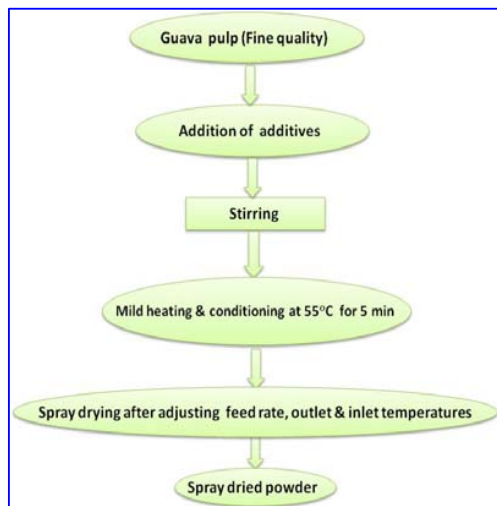 Guava pulp (Fine quality)
Addition of additives
Stirring
Mild heating & conditioning at 55°C for 5 min
Spray drying after adjusting feed rate, outlet & inlet temperatures
Spray dried powder